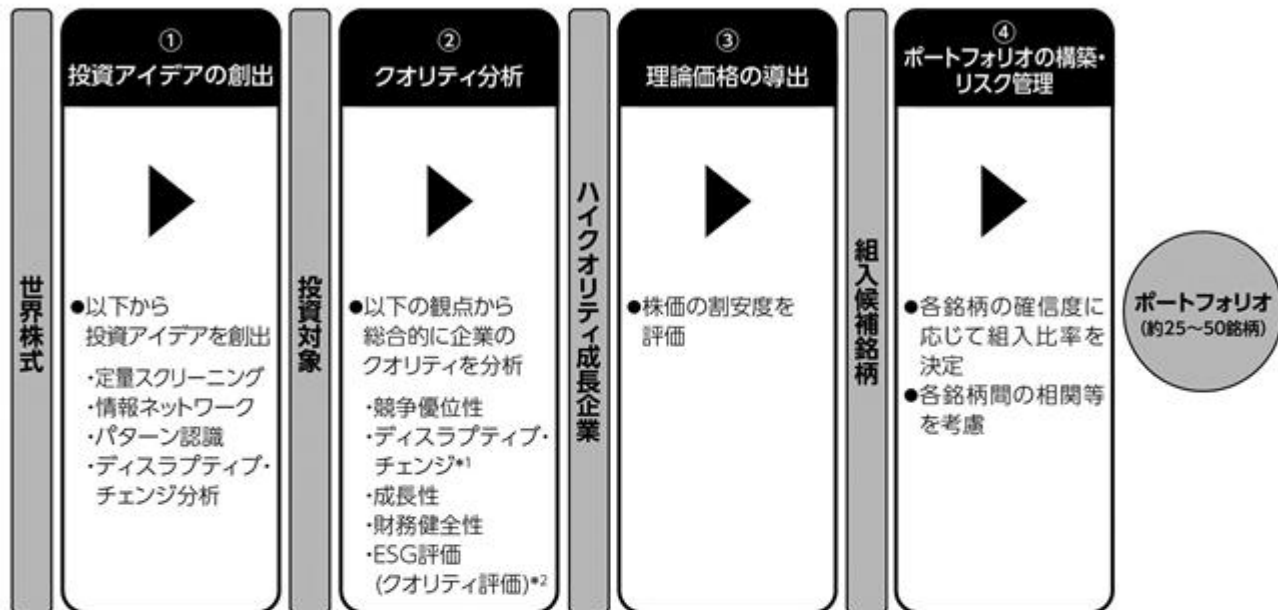 世界株式
①
投資アイデアの創出
●以下から
投資アイデアを創出
・定量スクリーニング
・情報ネットワーク
・パターン認識
・ディスラプティブ・
チェンジ分析
投資対象
②
クオリティ分析
●以下の観点から
総合的に企業の
クオリティを分析
・競争優位性
・ディスラプティブ・
チェンジ*1
・成長性
・財務健全性
・ESG評価
(クオリティ評価)*2
ハイクオリティ成長企業
③
理論価格の導出
●株価の割安度を
評価
組入候補銘柄
④
ポートフォリオの構築・
リスク管理
●各銘柄の確信度に
応じて組入比率を
決定
●各銘柄間の相関等
を考慮
ポートフォリオ
(約25～50銘柄)